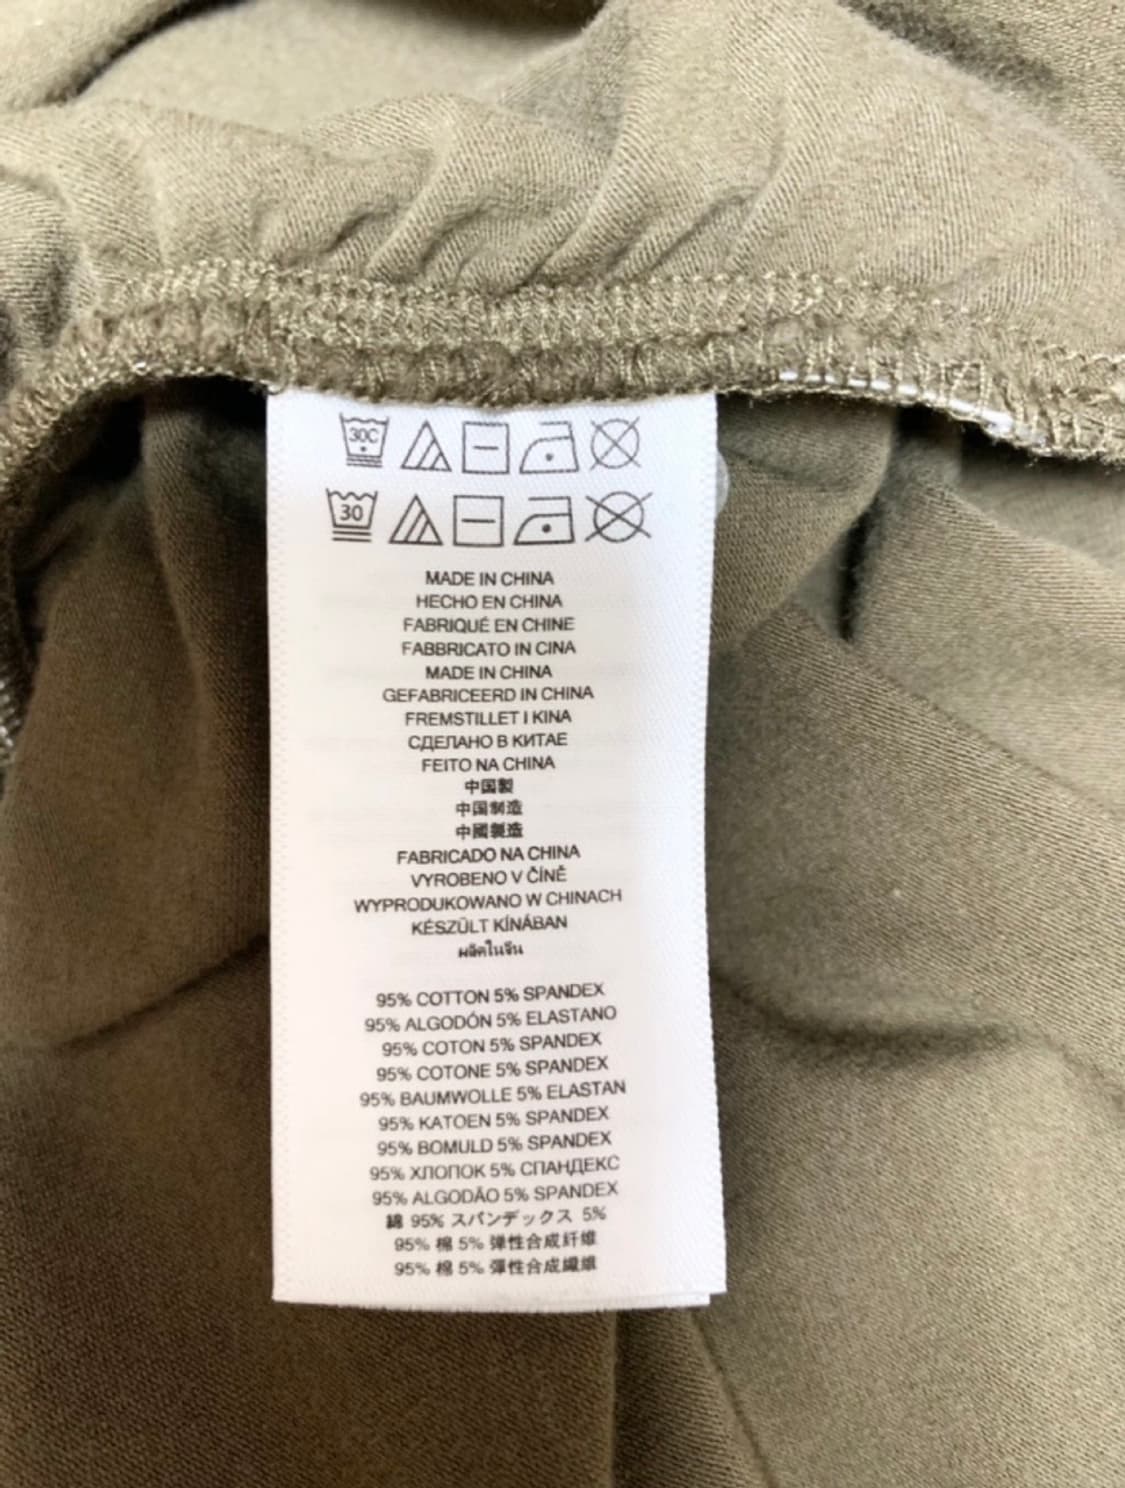 30C
30
MADE IN CHINA
HECHO EN CHINA
FABRIQUÉ EN CHINE
FABBRICATO IN CINA
MADE IN CHINA
GEFABRICEERD IN CHINA
FREMSTILLET I KINA
СДЕЛАНО В КИТАЕ
FEITO NA CHINA
中国製
中国制造
中國製造
FABRICADO NA CHINA
VYROBENO V ČÍNĚ
WYPRODUKOWANO W CHINACH
KÉSZÜLT KÍNÁBAN
ผลิตในจีน
95% COTTON 5% SPANDEX
95% ALGODÓN 5% ELASTANO
95% COTON 5% SPANDEX
95% COTONE 5% SPANDEX
95% BAUMWOLLE 5% ELASTAN
95% KATOEN 5% SPANDEX
95% BOMULD 5% SPANDEX
95% ХЛОПОК 5% СПАНДЕКС
95% ALGODÃO 5% SPANDEX
綿 95% スパンデックス 5%
95% 棉 5% 弹性合成纤维
95% 棉 5% 彈性合成纖維